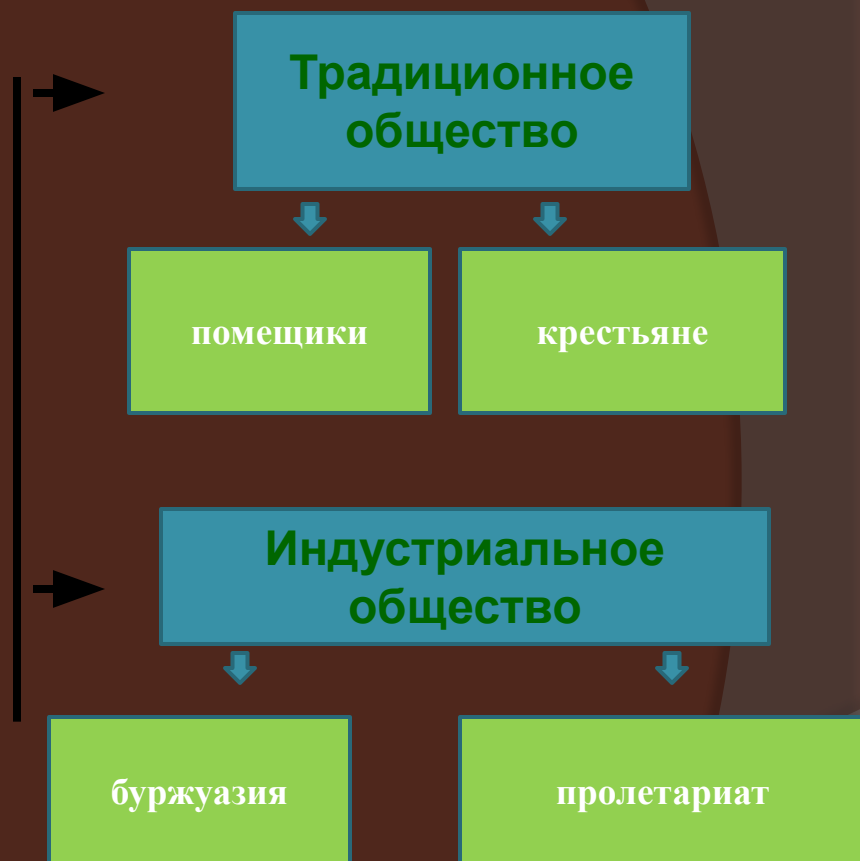 Традиционное
общество
помещики
крестьяне
Индустриальное
общество
буржуазия
пролетариат